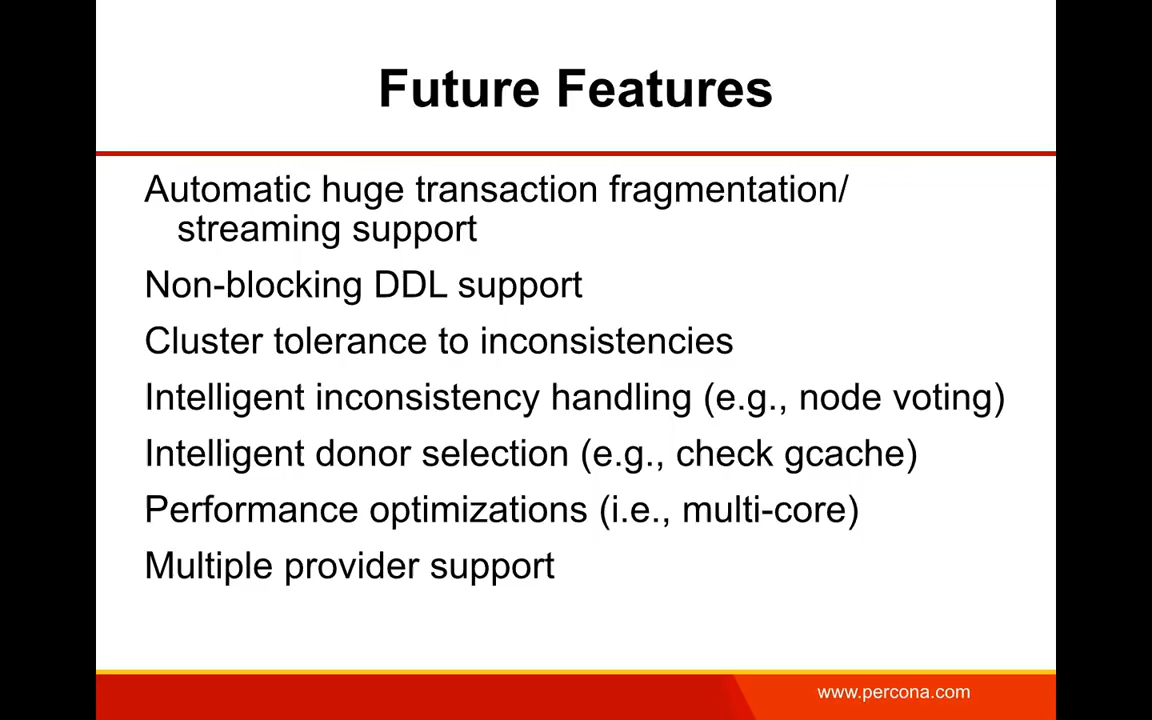 Future Features
Automatic huge transaction fragmentation/
streaming support
Non-blocking DDL support
Cluster tolerance to inconsistencies
Intelligent inconsistency handling (e.g., node voting)
Intelligent donor selection (e.g., check gcache)
Performance optimizations (i.e., multi-core)
Multiple provider support
www.percona.com